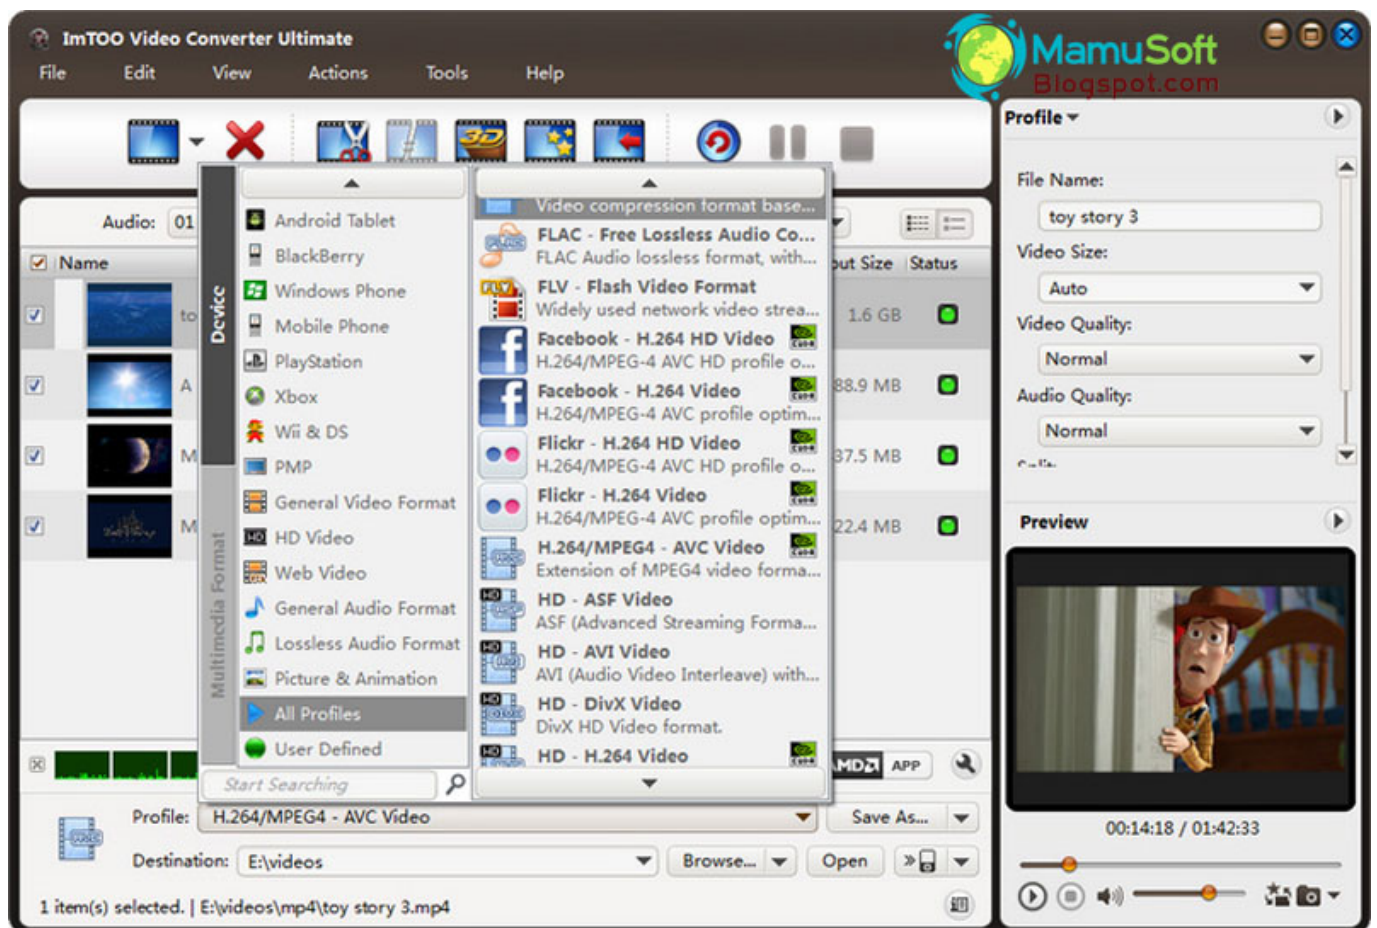 ImTOO Video Converter Ultimate
MamuSoft
Blogspot.com
File Edit View Actions Tools Help
3D
Profile
File Name:
toy story 3
Video Size:
Auto
Video Quality:
Normal
Audio Quality:
Normal
Split:
Audio: 01
Name
Size Status
to 1.6 GB
A 88.9 MB
M 37.5 MB
M 22.4 MB
Device
Multimedia Format
Android Tablet
BlackBerry
Windows Phone
Mobile Phone
PlayStation
Xbox
Wii & DS
PMP
General Video Format
HD Video
Web Video
General Audio Format
Lossless Audio Format
Picture & Animation
All Profiles
User Defined
Start Searching
Video compression format base...
FLAC - Free Lossless Audio Co...
FLAC Audio lossless format, with...
FLV - Flash Video Format
Widely used network video strea...
Facebook - H.264 HD Video
H.264/MPEG-4 AVC HD profile o...
Facebook - H.264 Video
H.264/MPEG-4 AVC profile optim...
Flickr - H.264 HD Video
H.264/MPEG-4 AVC HD profile o...
Flickr - H.264 Video
H.264/MPEG-4 AVC profile optim...
H.264/MPEG4 - AVC Video
Extension of MPEG4 video forma...
HD - ASF Video
ASF (Advanced Streaming Forma...
HD - AVI Video
AVI (Audio Video Interleave) with...
HD - DivX Video
DivX HD Video format.
HD - H.264 Video
AMD APP
Profile: H.264/MPEG4 - AVC Video Save As...
Destination: E:\videos Browse... Open
1 item(s) selected. | E:\videos\mp4\toy story 3.mp4
Preview
00:14:18 / 01:42:33